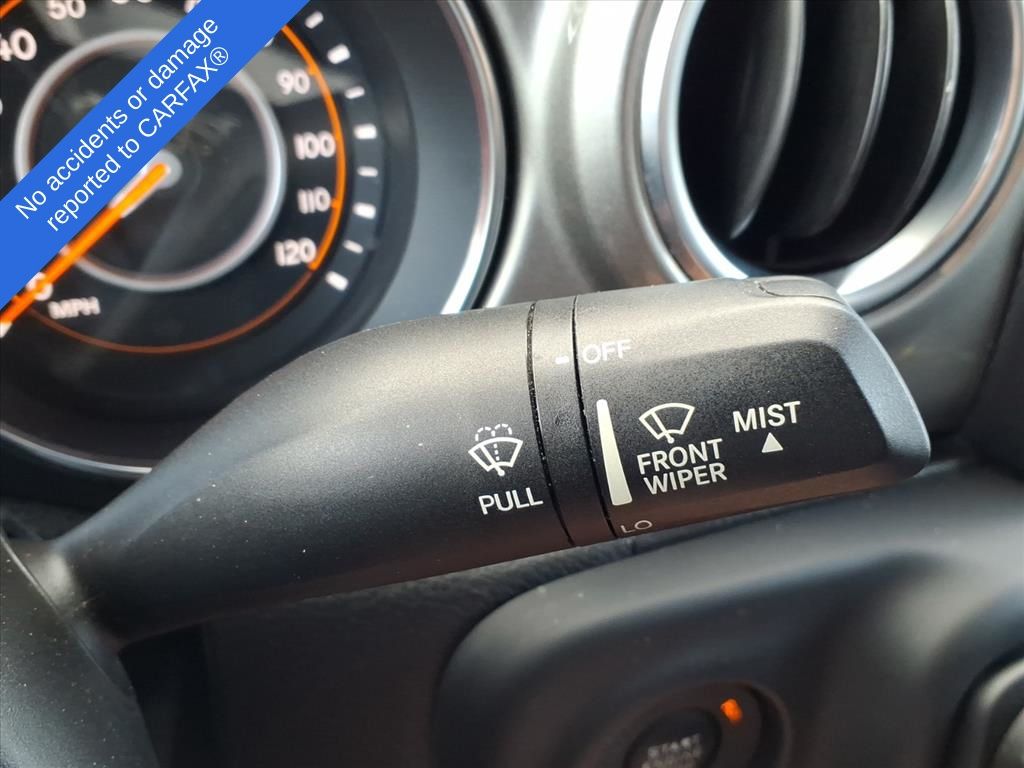 No accidents or damage
reported to CARFAX®
40
50
90
100
110
120
MPH
OFF
FRONT
WIPER
MIST
PULL
LO
START